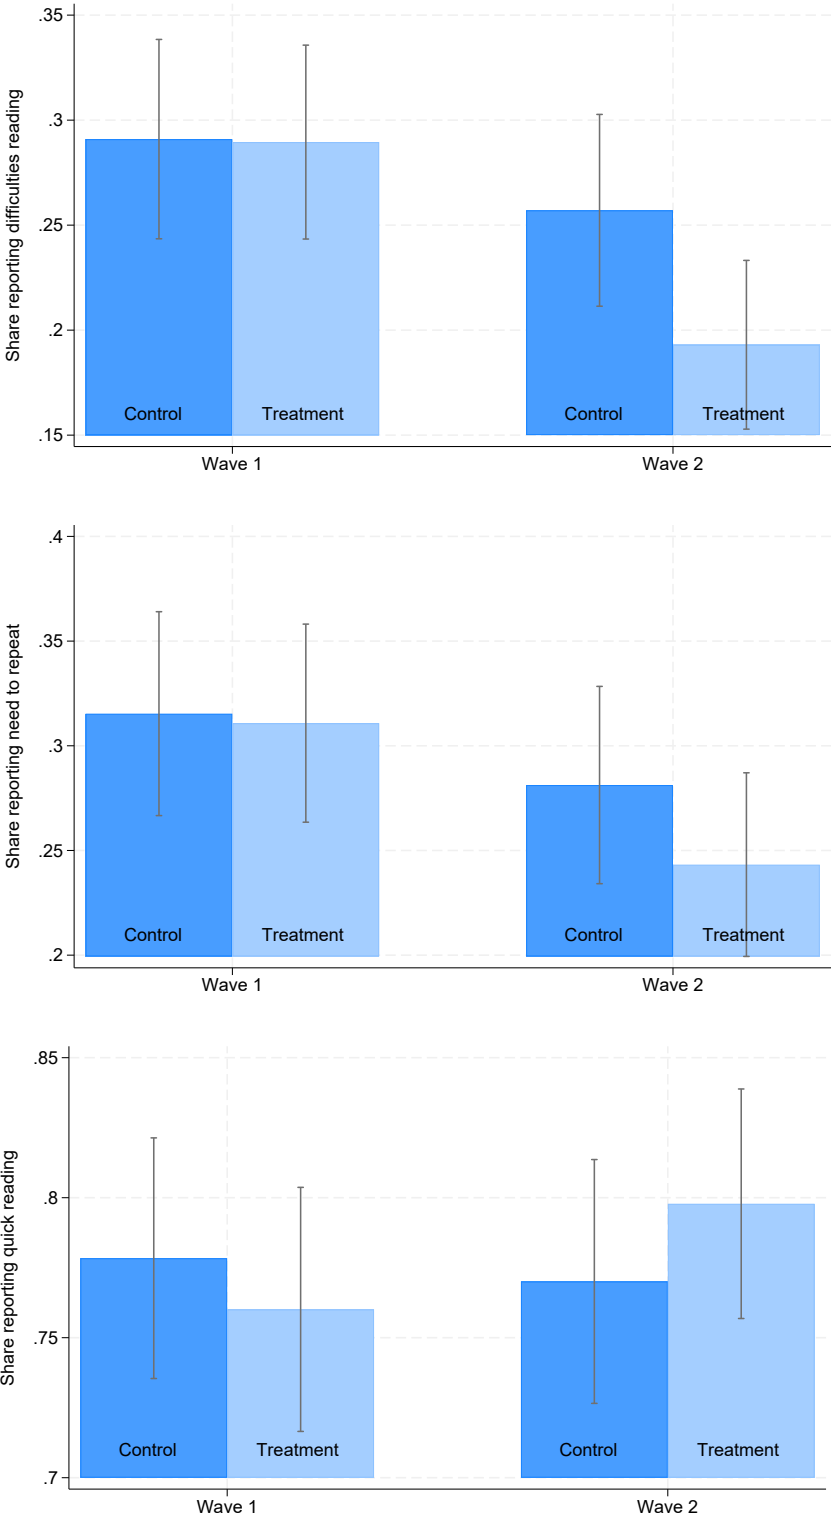 Share reporting difficulties reading
.35
.3
.25
.2
.15
Control
Treatment
Control
Treatment
Wave 1
Wave 2
Share reporting need to repeat
.4
.35
.3
.25
.2
Control
Treatment
Control
Treatment
Wave 1
Wave 2
Share reporting quick reading
.85
.8
.75
.7
Control
Treatment
Control
Treatment
Wave 1
Wave 2